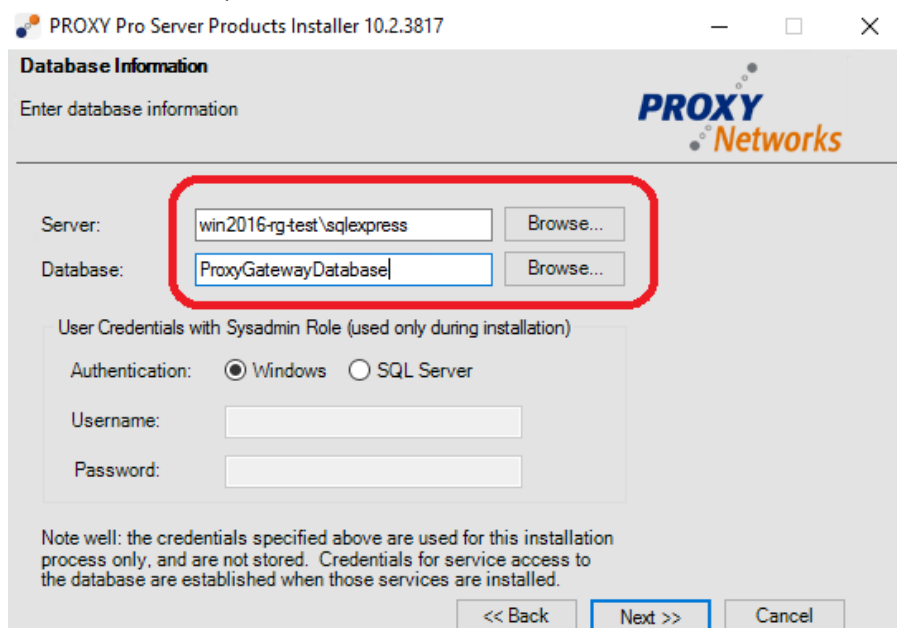 PROXY Pro Server Products Installer 10.2.3817
Database Information
Enter database information
PROXY
Networks
Server: win2016-rg-test\sqlexpress Browse...
Database: ProxyGatewayDatabase Browse...
User Credentials with Sysadmin Role (used only during installation)
Authentication: Windows SQL Server
Username:
Password:
Note well: the credentials specified above are used for this installation
process only, and are not stored. Credentials for service access to
the database are established when those services are installed.
<< Back Next >> Cancel